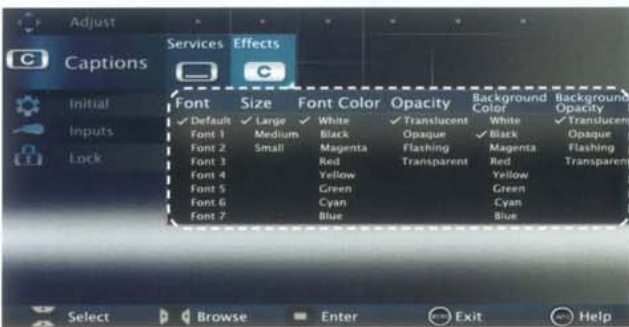 Adjust
Services Effects
Captions
Initial
Inputs
Lock
Font Size Font Color Opacity Background Color Background Opacity
✓ Default ✓ Large ✓ White ✓ Translucent White ✓ Translucent
Font 1 Medium Black Opaque ✓ Black Opaque
Font 2 Small Magenta Flashing Magenta Flashing
Font 3 Red Transparent Red Transparent
Font 4 Yellow Yellow
Font 5 Green Green
Font 6 Cyan Cyan
Font 7 Blue Blue
Select Browse Enter Exit Help